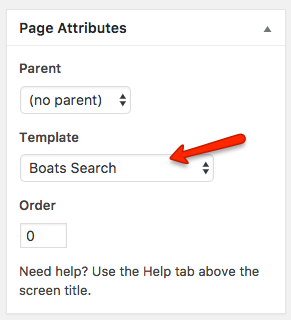 Page Attributes
Parent
(no parent)
Template
Boats Search
Order
0
Need help? Use the Help tab above the
screen title.